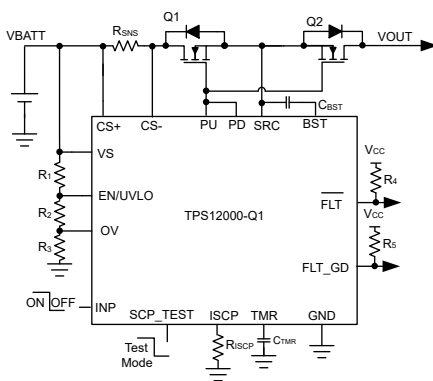 Q1
Q2
VBATT
RSNS
VOUT
CBST
CS+
CS-
PU
PD
SRC
BST
VS
R1
EN/UVLO
R2
OV
R3
TPS12000-Q1
VCC
R4
FLT
VCC
R5
FLT_GD
ON OFF
INP
SCP_TEST
ISCP
TMR
GND
Test
Mode
RISCP
CTMR